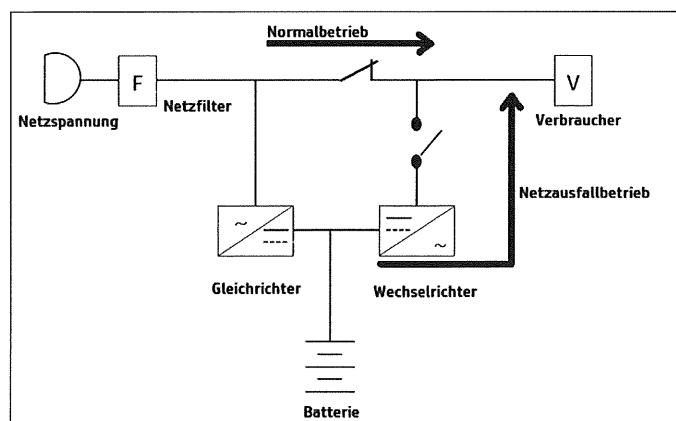 Normalbetrieb
F
V
Netzspannung
Netzfilter
Verbraucher
Netzausfallbetrieb
~
~
Gleichrichter
Wechselrichter
Batterie